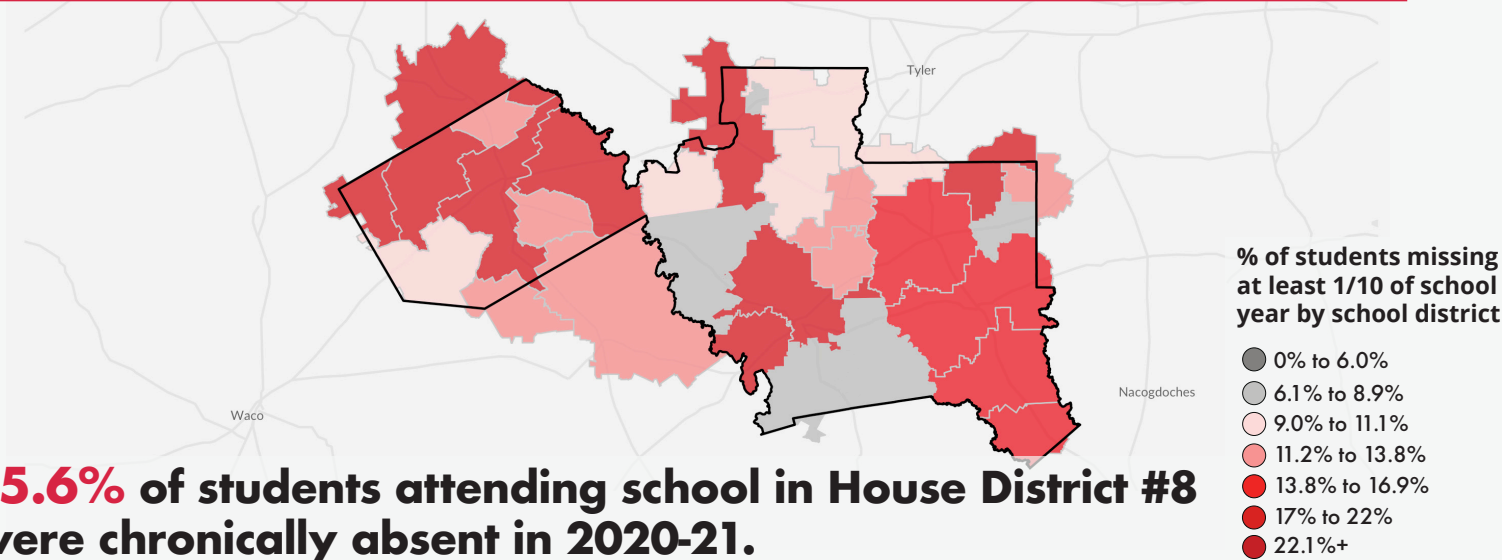 Tyler
% of students missing
at least 1/10 of school
year by school district
0% to 6.0%
6.1% to 8.9%
9.0% to 11.1%
11.2% to 13.8%
13.8% to 16.9%
17% to 22%
22.1%+
Nacogdoches
Waco
5.6% of students attending school in House District #8
ere chronically absent in 2020-21.